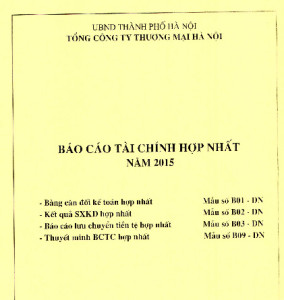 UBND THÀNH PHỐ HÀ NỘI
TỔNG CÔNG TY THƯƠNG MẠI HÀ NỘI
BÁO CÁO TÀI CHÍNH HỢP NHẤT
NĂM 2015
- Bảng cân đối kế toán hợp nhất Mẫu số B01 - DN
- Kết quả SXKD hợp nhất Mẫu số B02 - DN
- Báo cáo lưu chuyển tiền tệ hợp nhất Mẫu số B03 - DN
- Thuyết minh BCTC hợp nhất Mẫu số B09 - DN